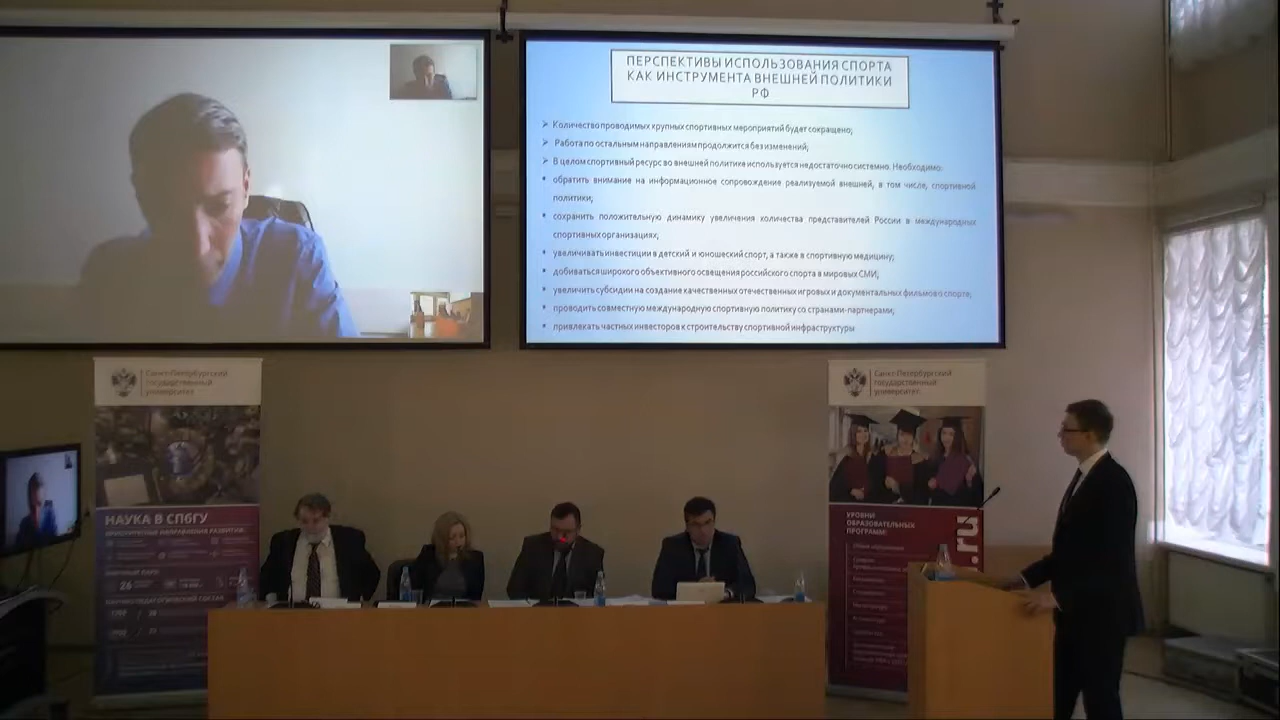 ПЕРСПЕКТИВЫ ИСПОЛЬЗОВАНИЯ СПОРТА
КАК ИНСТРУМЕНТА ВНЕШНЕЙ ПОЛИТИКИ
РФ
➢ Количество проводимых крупных спортивных мероприятий будет сокращено;
➢ Работа по остальным направлениям продолжится без изменений;
➢ В целом спортивный ресурс во внешней политике используется недостаточно системно. Необходимо:
• обратить внимание на информационное сопровождение реализуемой внешней, в том числе, спортивной
политики;
• сохранить положительную динамику увеличения количества представителей России в международных
спортивных организациях;
• увеличивать инвестиции в детский и юношеский спорт, а также в спортивную медицину;
• добиваться широкого объективного освещения российского спорта в мировых СМИ;
• увеличить субсидии на создание качественных отечественных игровых и документальных фильмов о спорте;
• проводить совместную международную спортивную политику со странами-партнерами;
• привлекать частных инвесторов к строительству спортивной инфраструктуры
Санкт-Петербургский
государственный
университет
НАУКА В СПбГУ
26
Санкт-Петербургский
государственный
университет
УРОВНИ
ОБРАЗОВАТЕЛЬНЫХ
ПРОГРАММ:
.ru